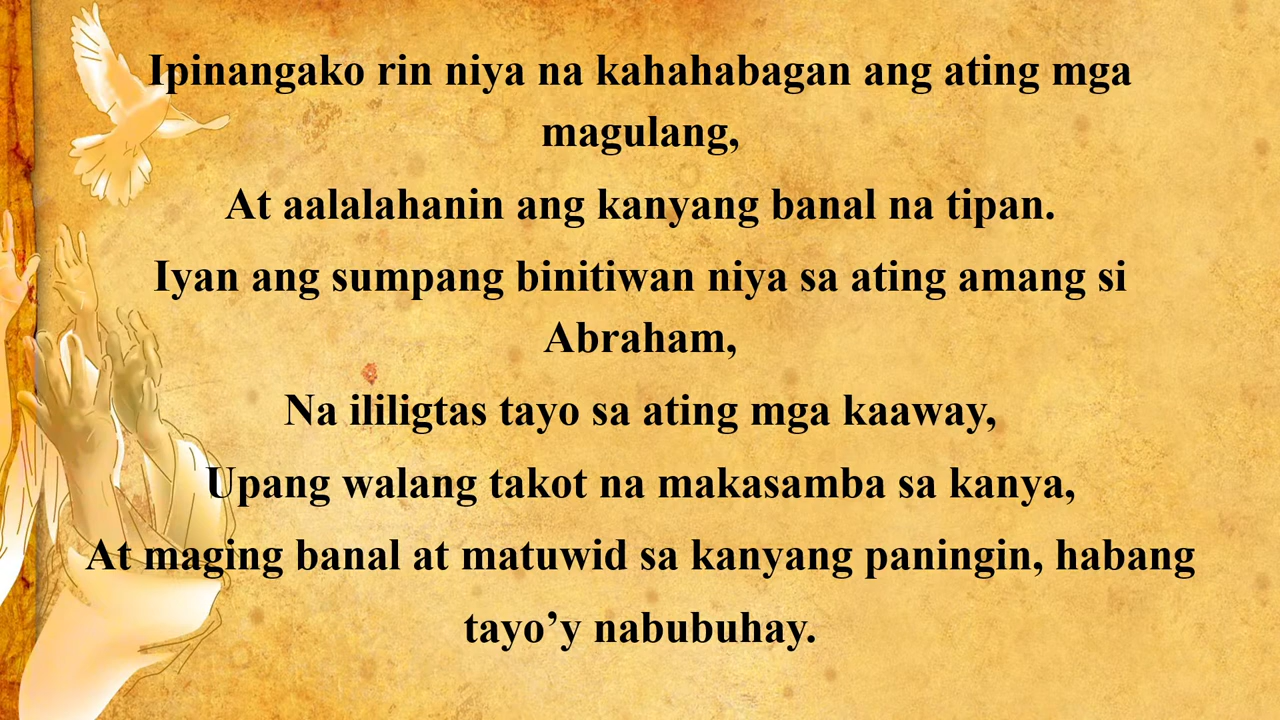 Ipinangako rin niya na kahahabagan ang ating mga
magulang,
At aalalahanin ang kanyang banal na tipan.
Iyan ang sumpang binitiwan niya sa ating amang si
Abraham,
Na ililigtas tayo sa ating mga kaaway,
Upang walang takot na makasamba sa kanya,
At maging banal at matuwid sa kanyang paningin, habang
tayo’y nabubuhay.